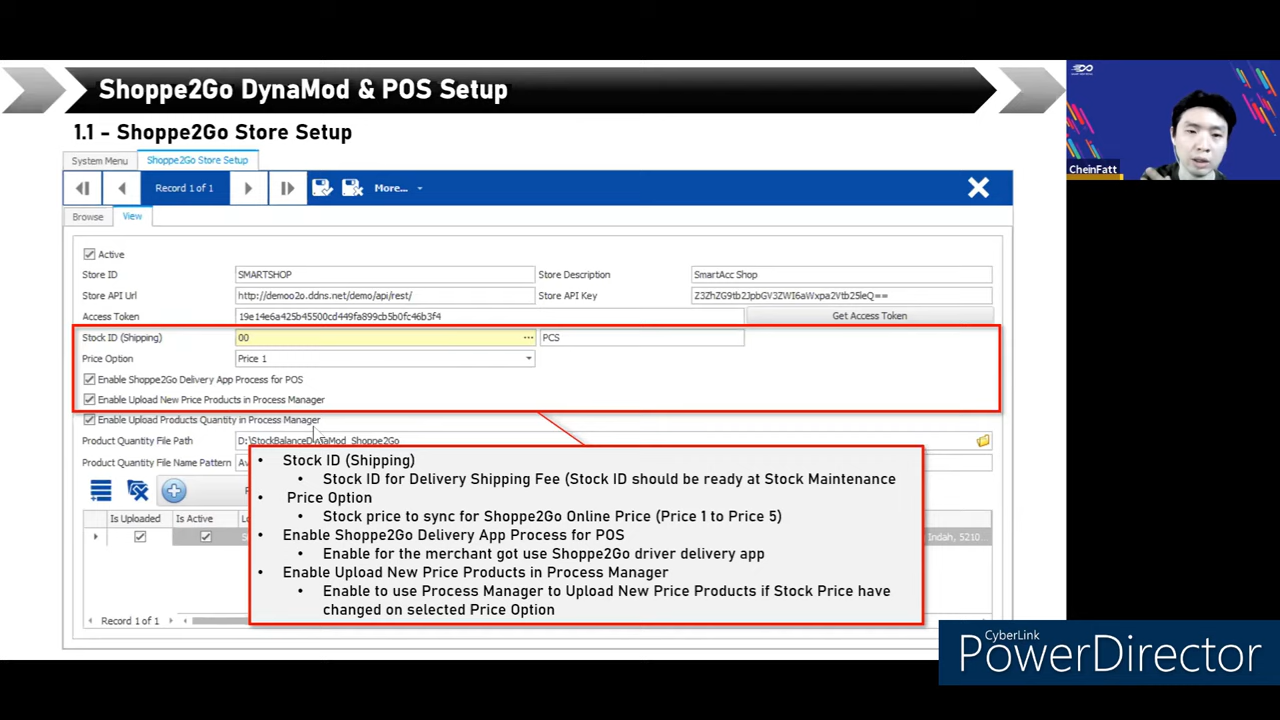 Shoppe2Go DynaMod & POS Setup
1.1 - Shoppe2Go Store Setup
System Menu
Shoppe2Go Store Setup
Record 1 of 1
More...
Browse
View
Active
Store ID
SMARTSHOP
Store Description
SmartAcc Shop
Store API Url
http://demoo2o.ddns.net/demo/api/rest/
Store API Key
Z3ZhZG9tb2JpbGV3ZWI6aWxpa2Vtb25leQ==
Access Token
19e14e6a425b45500cd449fa899cb5b0fc46b3f4
Get Access Token
Stock ID (Shipping)
00
PCS
Price Option
Price 1
Enable Shoppe2Go Delivery App Process for POS
Enable Upload New Price Products in Process Manager
Enable Upload Products Quantity in Process Manager
Product Quantity File Path
D:\StockBalanceDynaMod_Shoppe2Go
Product Quantity File Name Pattern
• Stock ID (Shipping)
• Stock ID for Delivery Shipping Fee (Stock ID should be ready at Stock Maintenance
• Price Option
• Stock price to sync for Shoppe2Go Online Price (Price 1 to Price 5)
• Enable Shoppe2Go Delivery App Process for POS
• Enable for the merchant got use Shoppe2Go driver delivery app
• Enable Upload New Price Products in Process Manager
• Enable to use Process Manager to Upload New Price Products if Stock Price have
changed on selected Price Option
Is Uploaded
Is Active
Indah, 5210...
Record 1 of 1
CheinFatt
CyberLink
PowerDirector